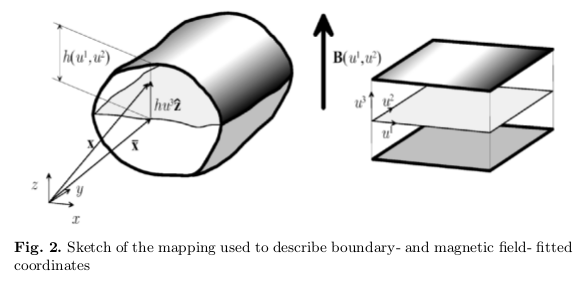 h(u¹,u²)
B(u¹,u²)
hu³ẑ
u³
u²
u¹
x
x̄
z
y
x
Fig. 2. Sketch of the mapping used to describe boundary- and magnetic field- fitted
coordinates